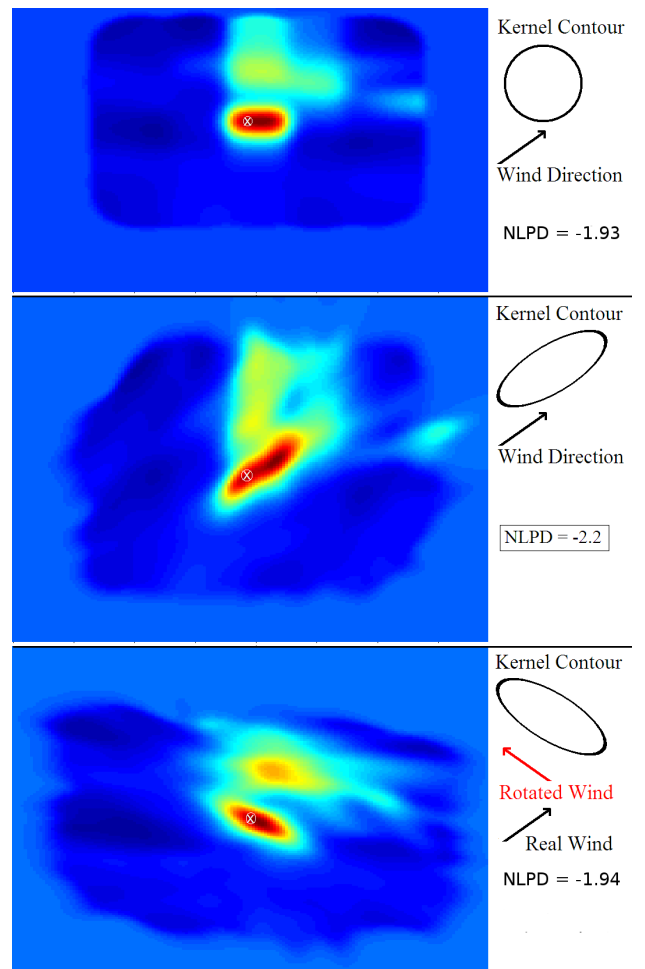 Kernel Contour
Wind Direction
NLPD = -1.93
Kernel Contour
Wind Direction
NLPD = -2.2
Kernel Contour
Rotated Wind
Real Wind
NLPD = -1.94